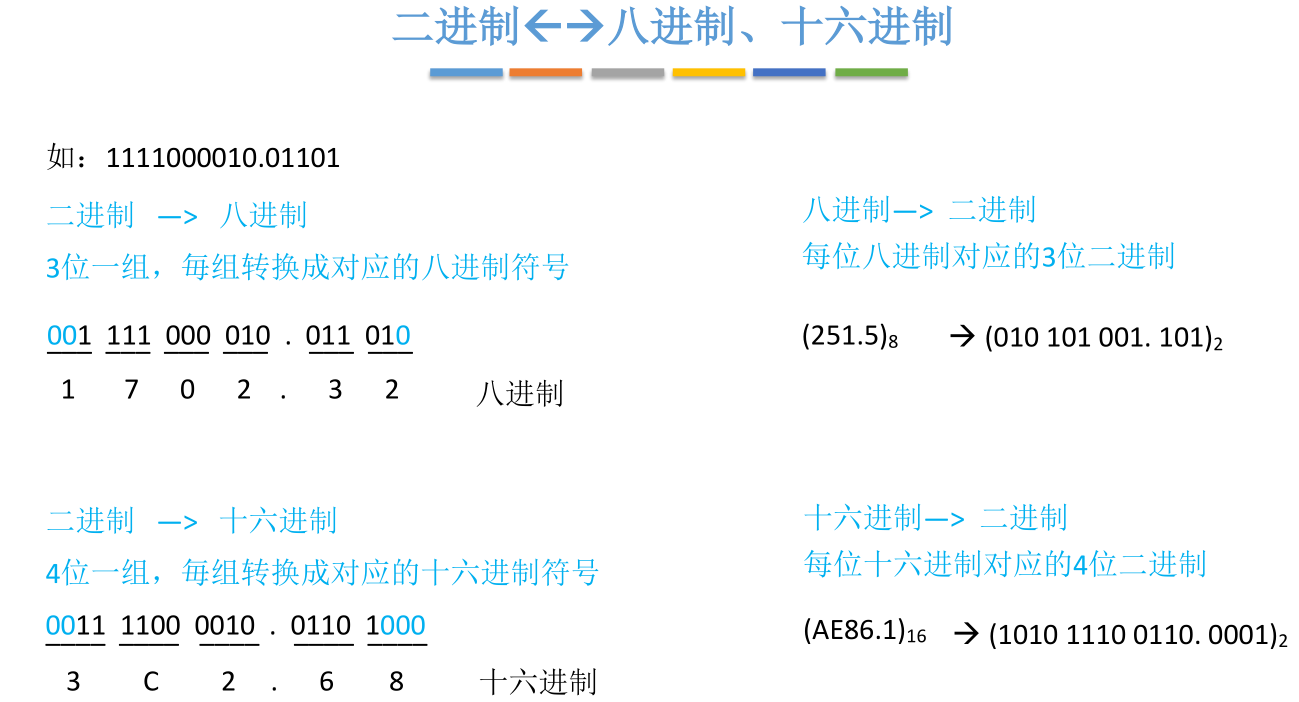 二进制←→八进制、十六进制
如：1111000010.01101
二进制 —> 八进制
3位一组，每组转换成对应的八进制符号
001 111 000 010 . 011 010
1 7 0 2 . 3 2 八进制
八进制—> 二进制
每位八进制对应的3位二进制
(251.5)8 → (010 101 001. 101)2
二进制 —> 十六进制
4位一组，每组转换成对应的十六进制符号
0011 1100 0010 . 0110 1000
3 C 2 . 6 8 十六进制
十六进制—> 二进制
每位十六进制对应的4位二进制
(AE86.1)16 → (1010 1110 0110. 0001)2